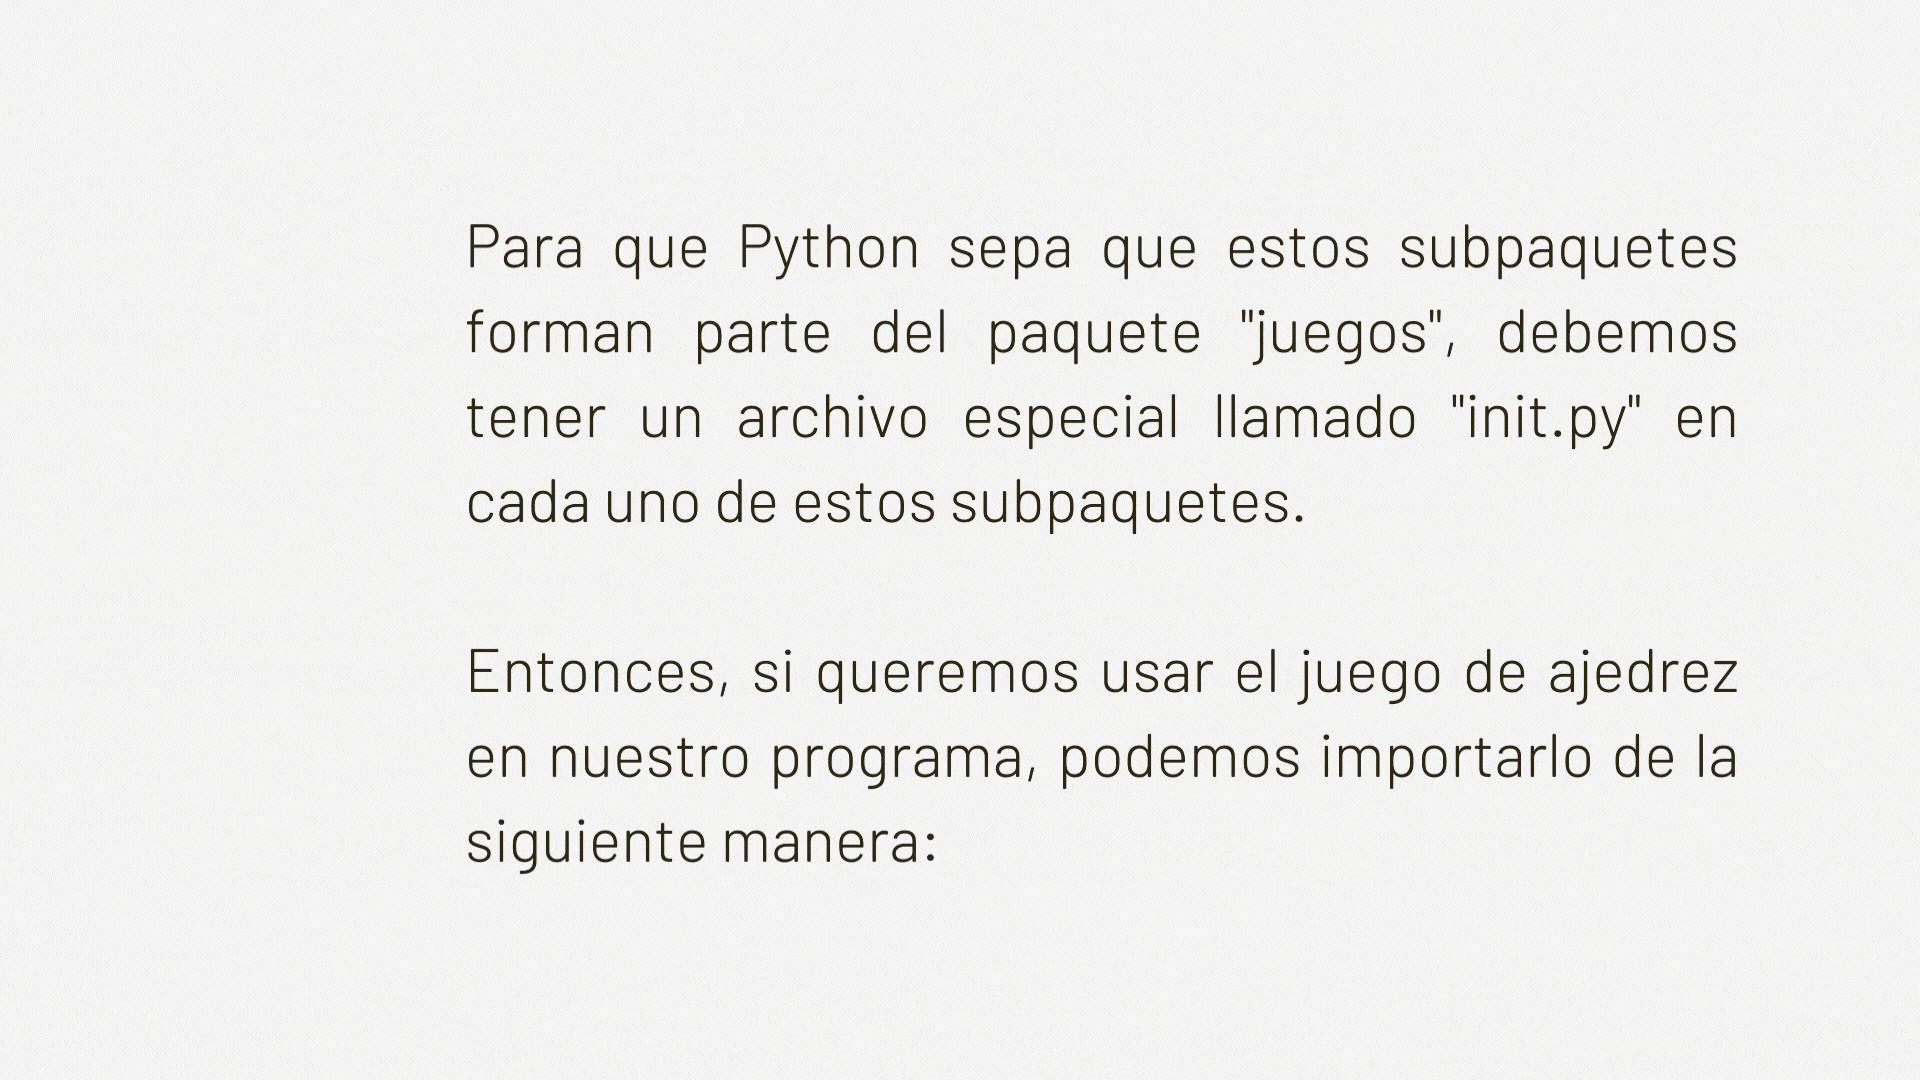 Para que Python sepa que estos subpaquetes
forman parte del paquete "juegos", debemos
tener un archivo especial llamado "init.py" en
cada uno de estos subpaquetes.
Entonces, si queremos usar el juego de ajedrez
en nuestro programa, podemos importarlo de la
siguiente manera: